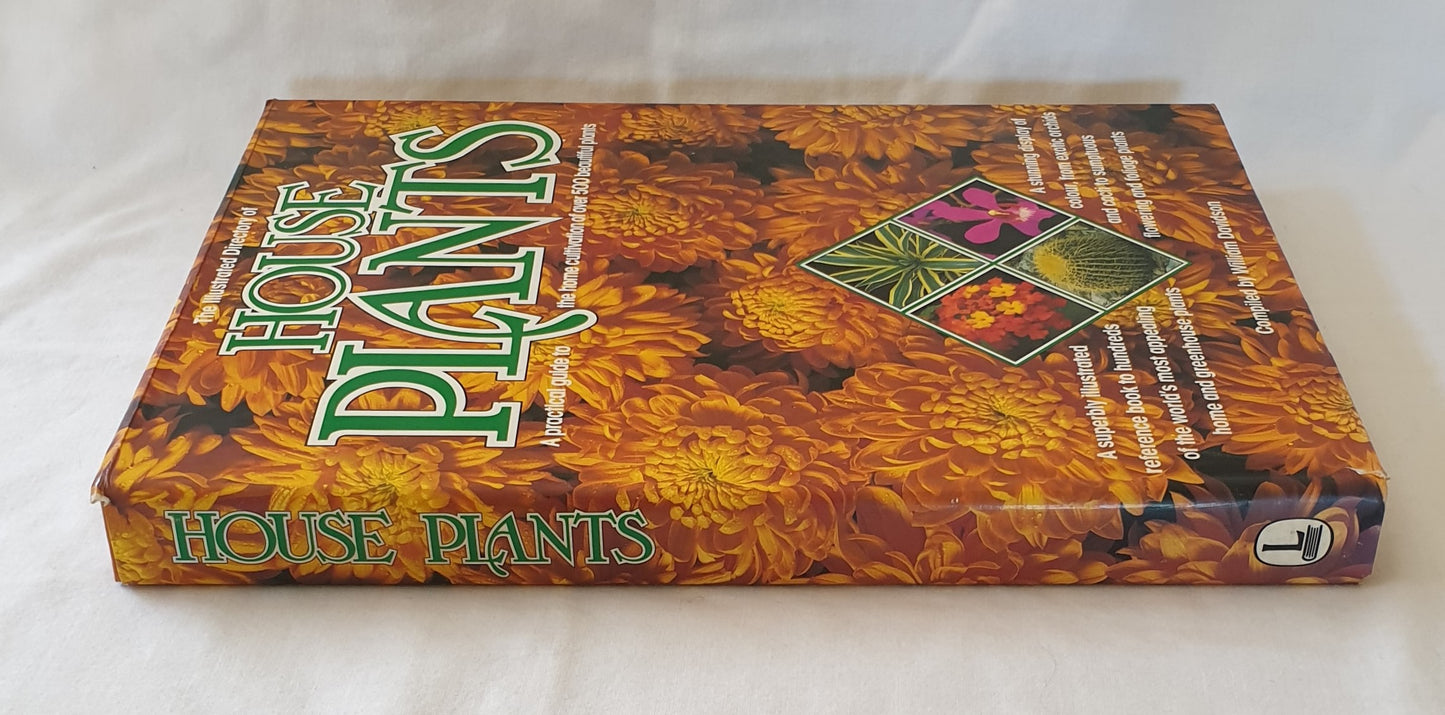 The Illustrated Directory of
HOUSE
PLANTS
A practical guide to the home cultivation of over 500 beautiful plants
A stunning display of
colour, from exotic orchids
and cacti to sumptuous
flowering and foliage plants
A superbly illustrated
reference book to hundreds
of the world's most appealing
home and greenhouse plants
Compiled by William Davidson
HOUSE PLANTS
L